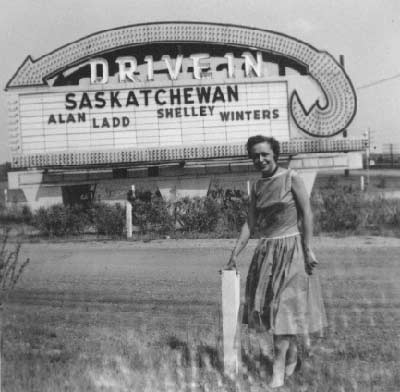 DRIVE IN
SASKATCHEWAN
ALAN LADD SHELLEY WINTERS